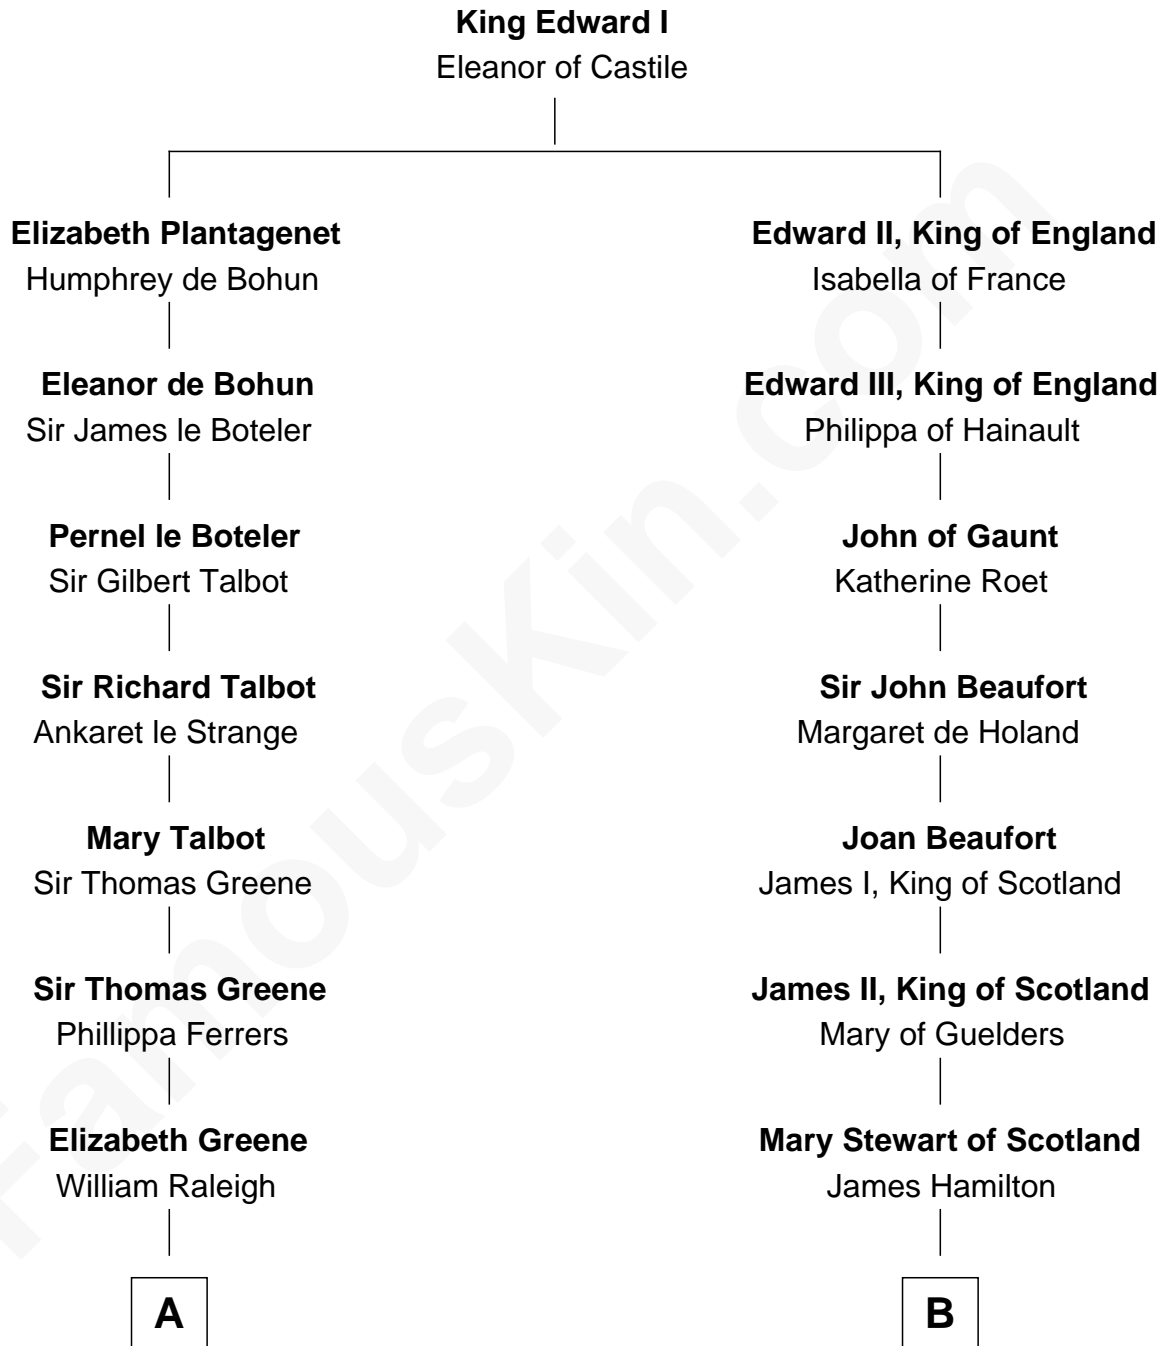 King Edward I
Eleanor of Castile
Elizabeth Plantagenet
Humphrey de Bohun
Edward II, King of England
Isabella of France
Eleanor de Bohun
Sir James le Boteler
Edward III, King of England
Philippa of Hainault
Pernel le Boteler
Sir Gilbert Talbot
John of Gaunt
Katherine Roet
Sir Richard Talbot
Ankaret le Strange
Sir John Beaufort
Margaret de Holand
Mary Talbot
Sir Thomas Greene
Joan Beaufort
James I, King of Scotland
Sir Thomas Greene
Phillippa Ferrers
James II, King of Scotland
Mary of Guelders
Elizabeth Greene
William Raleigh
Mary Stewart of Scotland
James Hamilton
A
B
FamousKin.com